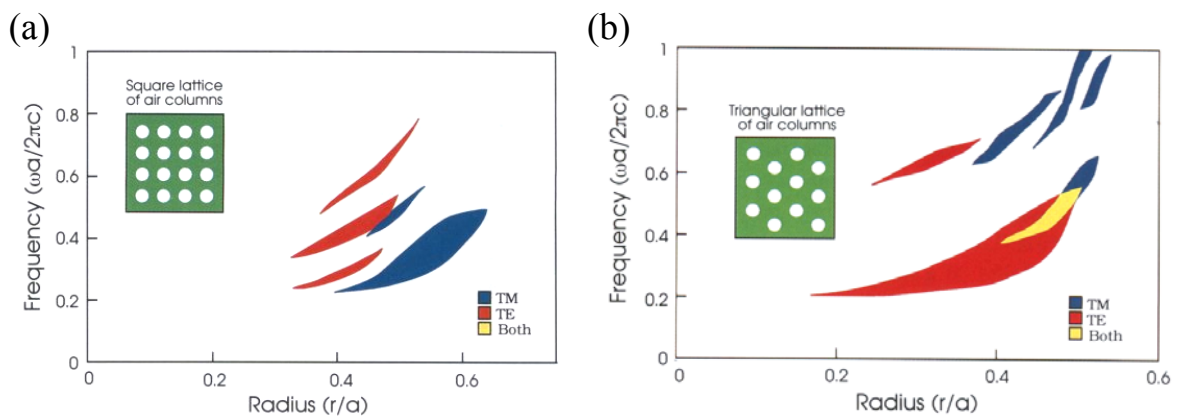 (a)
Frequency (ωa/2πc)
1
0.8
0.6
0.4
0.2
0
Square lattice
of air columns
TM
TE
Both
0
0.2
0.4
0.6
Radius (r/a)
(b)
Frequency (ωa/2πc)
1
0.8
0.6
0.4
0.2
0
Triangular lattice
of air columns
TM
TE
Both
0
0.2
0.4
0.6
Radius (r/a)